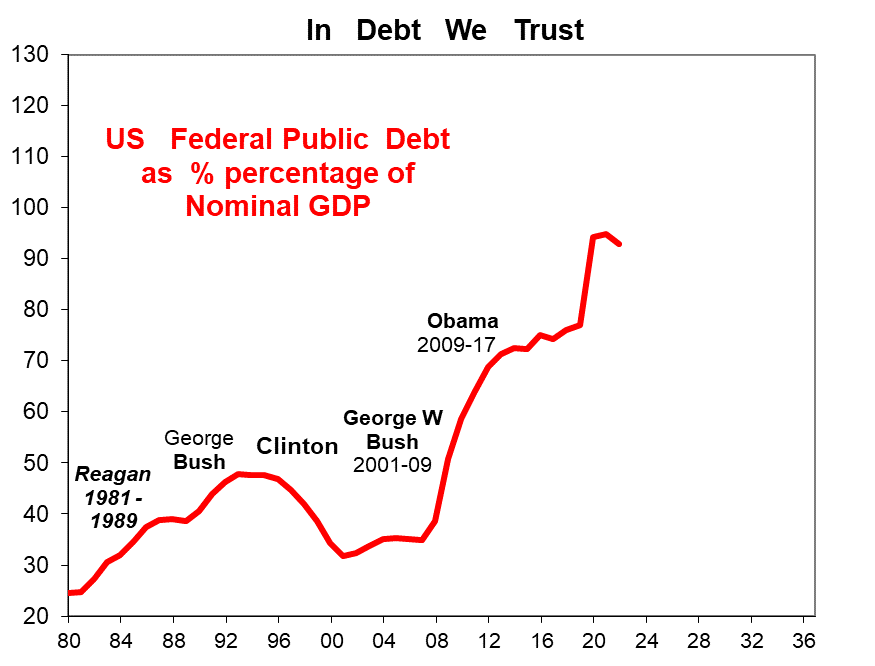 In Debt We Trust
130
120
110
100
90
80
70
60
50
40
30
20
US Federal Public Debt
as % percentage of
Nominal GDP
Obama
2009-17
George W
Bush
2001-09
George
Bush
Clinton
Reagan
1981 -
1989
80 84 88 92 96 00 04 08 12 16 20 24 28 32 36